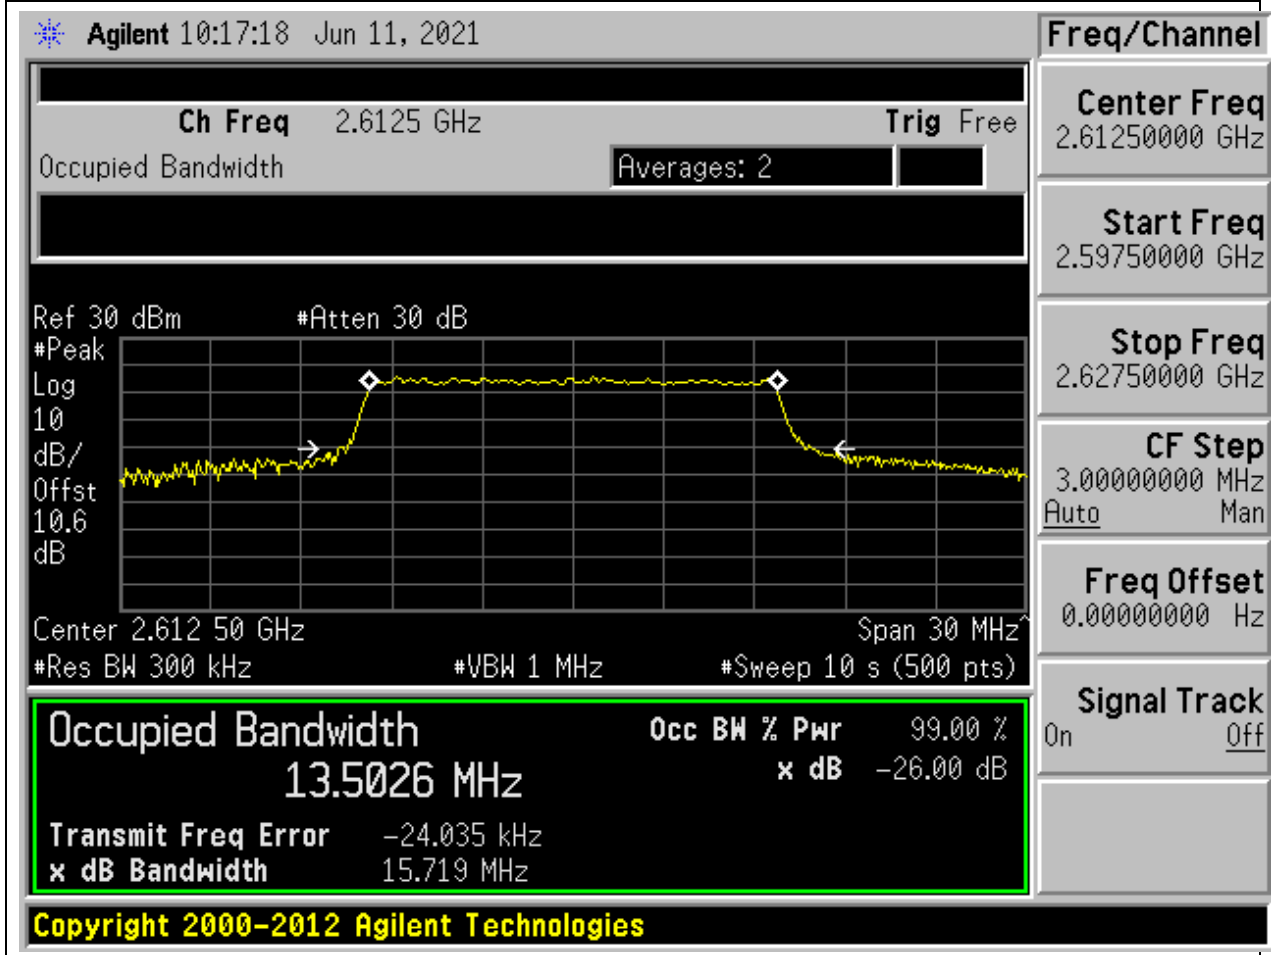 Agilent 10:17:18 Jun 11, 2021
Freq/Channel
Ch Freq 2.6125 GHz Trig Free
Occupied Bandwidth Averages: 2
Ref 30 dBm #Atten 30 dB
#Peak
Log
10
dB/
Offst
10.6
dB
Center 2.612 50 GHz Span 30 MHz^
#Res BW 300 kHz #VBW 1 MHz #Sweep 10 s (500 pts)
Occupied Bandwidth Occ BW % Pwr 99.00 %
13.5026 MHz x dB -26.00 dB
Transmit Freq Error -24.035 kHz
x dB Bandwidth 15.719 MHz
Center Freq
2.61250000 GHz
Start Freq
2.59750000 GHz
Stop Freq
2.62750000 GHz
CF Step
3.00000000 MHz
Auto Man
Freq Offset
0.00000000 Hz
Signal Track
On Off
Copyright 2000-2012 Agilent Technologies